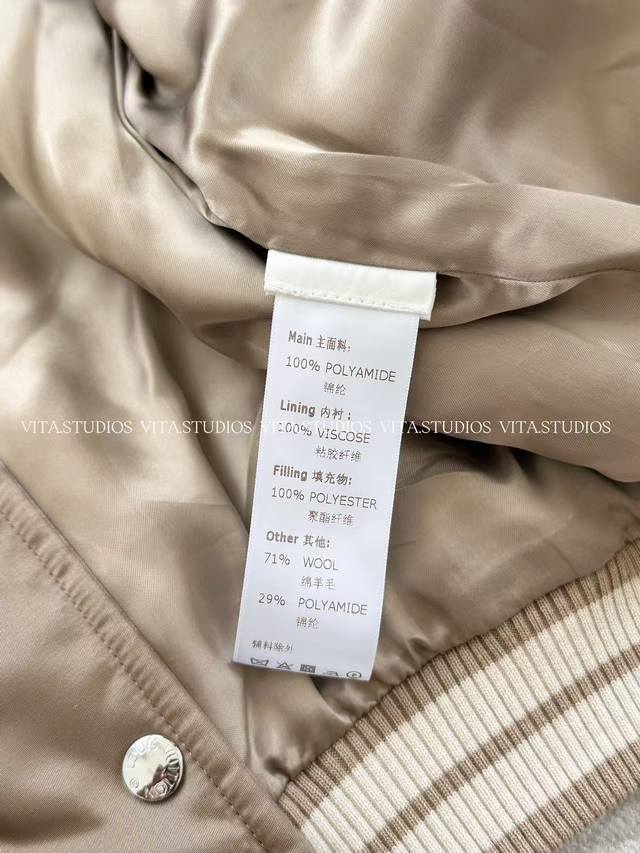 Main 主面料:
100% POLYAMIDE
锦纶
Lining 内衬:
100% VISCOSE
粘胶纤维
VITA.STUDIOS VITA.STUDIOS VITA.STUDIOS VITA.STUDIOS VITA.STUDIOS
Filling 填充物:
100% POLYESTER
聚酯纤维
Other 其他:
71% WOOL
绵羊毛
29% POLYAMIDE
锦纶
辅料除外